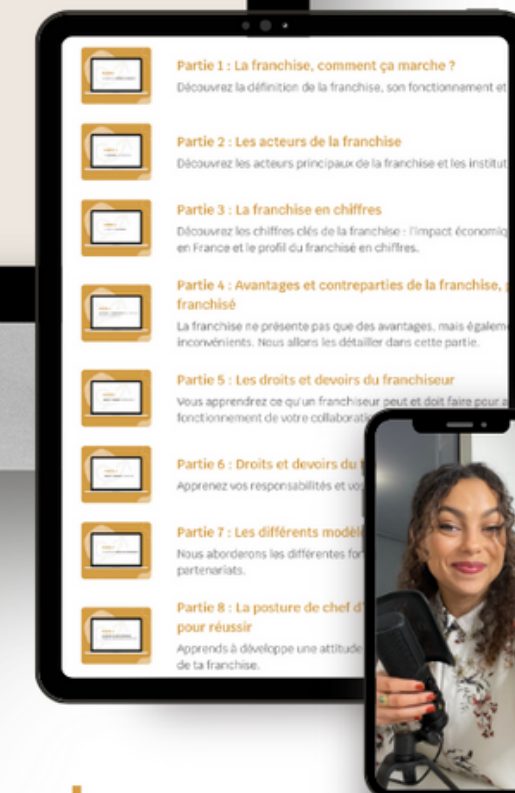 Partie 1 : La franchise, comment ça marche ?
Découvrez la définition de la franchise, son fonctionnement et
Partie 2 : Les acteurs de la franchise
Découvrez les acteurs principaux de la franchise et les institut
Partie 3 : La franchise en chiffres
Découvrez les chiffres clés de la franchise : l'impact économiq
en France et le profil du franchisé en chiffres.
Partie 4 : Avantages et contreparties de la franchise,
franchisé
La franchise ne présente pas que des avantages, mais égalem
inconvénients. Nous allons les détailler dans cette partie.
Partie 5 : Les droits et devoirs du franchiseur
Vous apprendrez ce qu'un franchiseur peut et doit faire pour a
fonctionnement de votre collaborati
Partie 6 : Droits et devoirs du
Apprenez vos responsabilités et vos
Partie 7 : Les différents modèl
Nous aborderons les différentes for
partenariats.
Partie 8 : La posture de chef d'
pour réussir
Apprends à développe une attitude
de ta franchise.